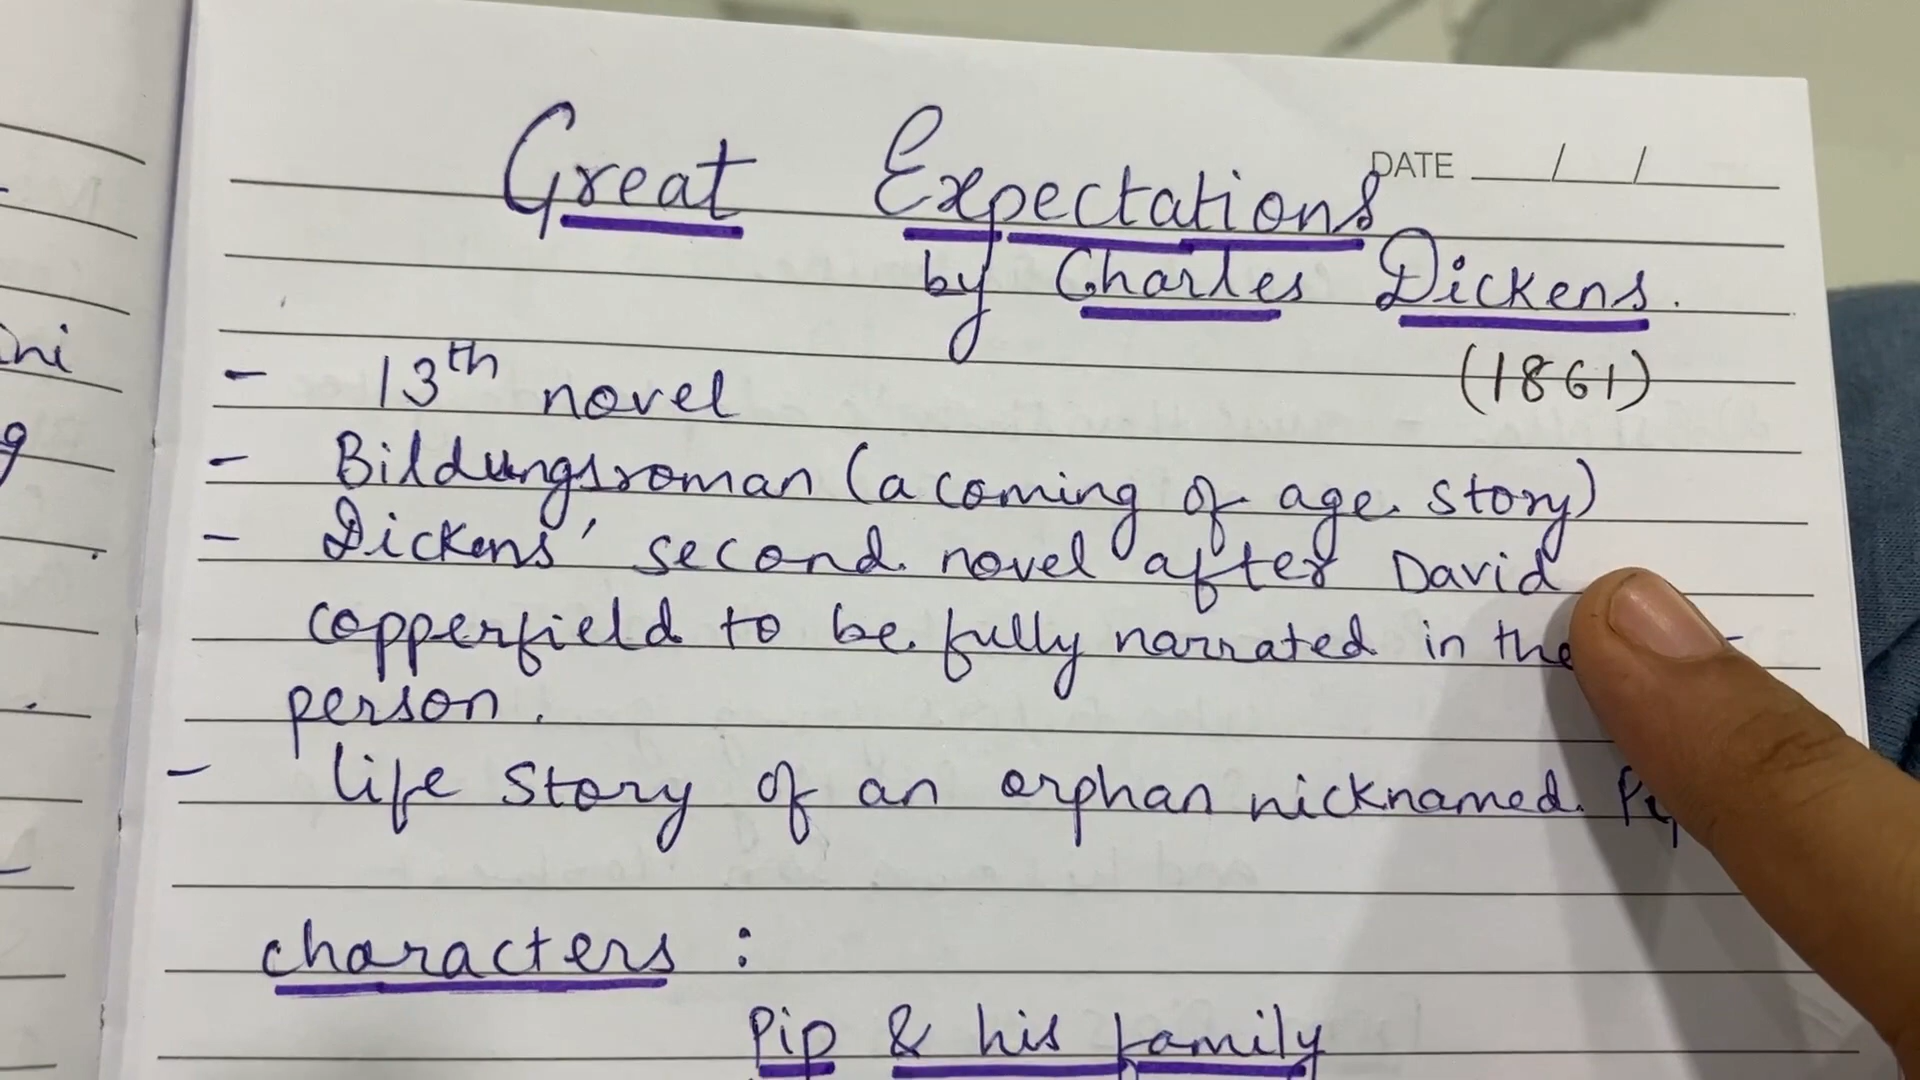 Great Expectations
DATE / /
by Charles Dickens.
(1861)
- 13th novel
- Bildungsroman (a coming of age story)
- Dickens' second novel after David
copperfield to be fully narrated in the
person.
- life story of an orphan nicknamed
characters :
Pip & his family
ini
g